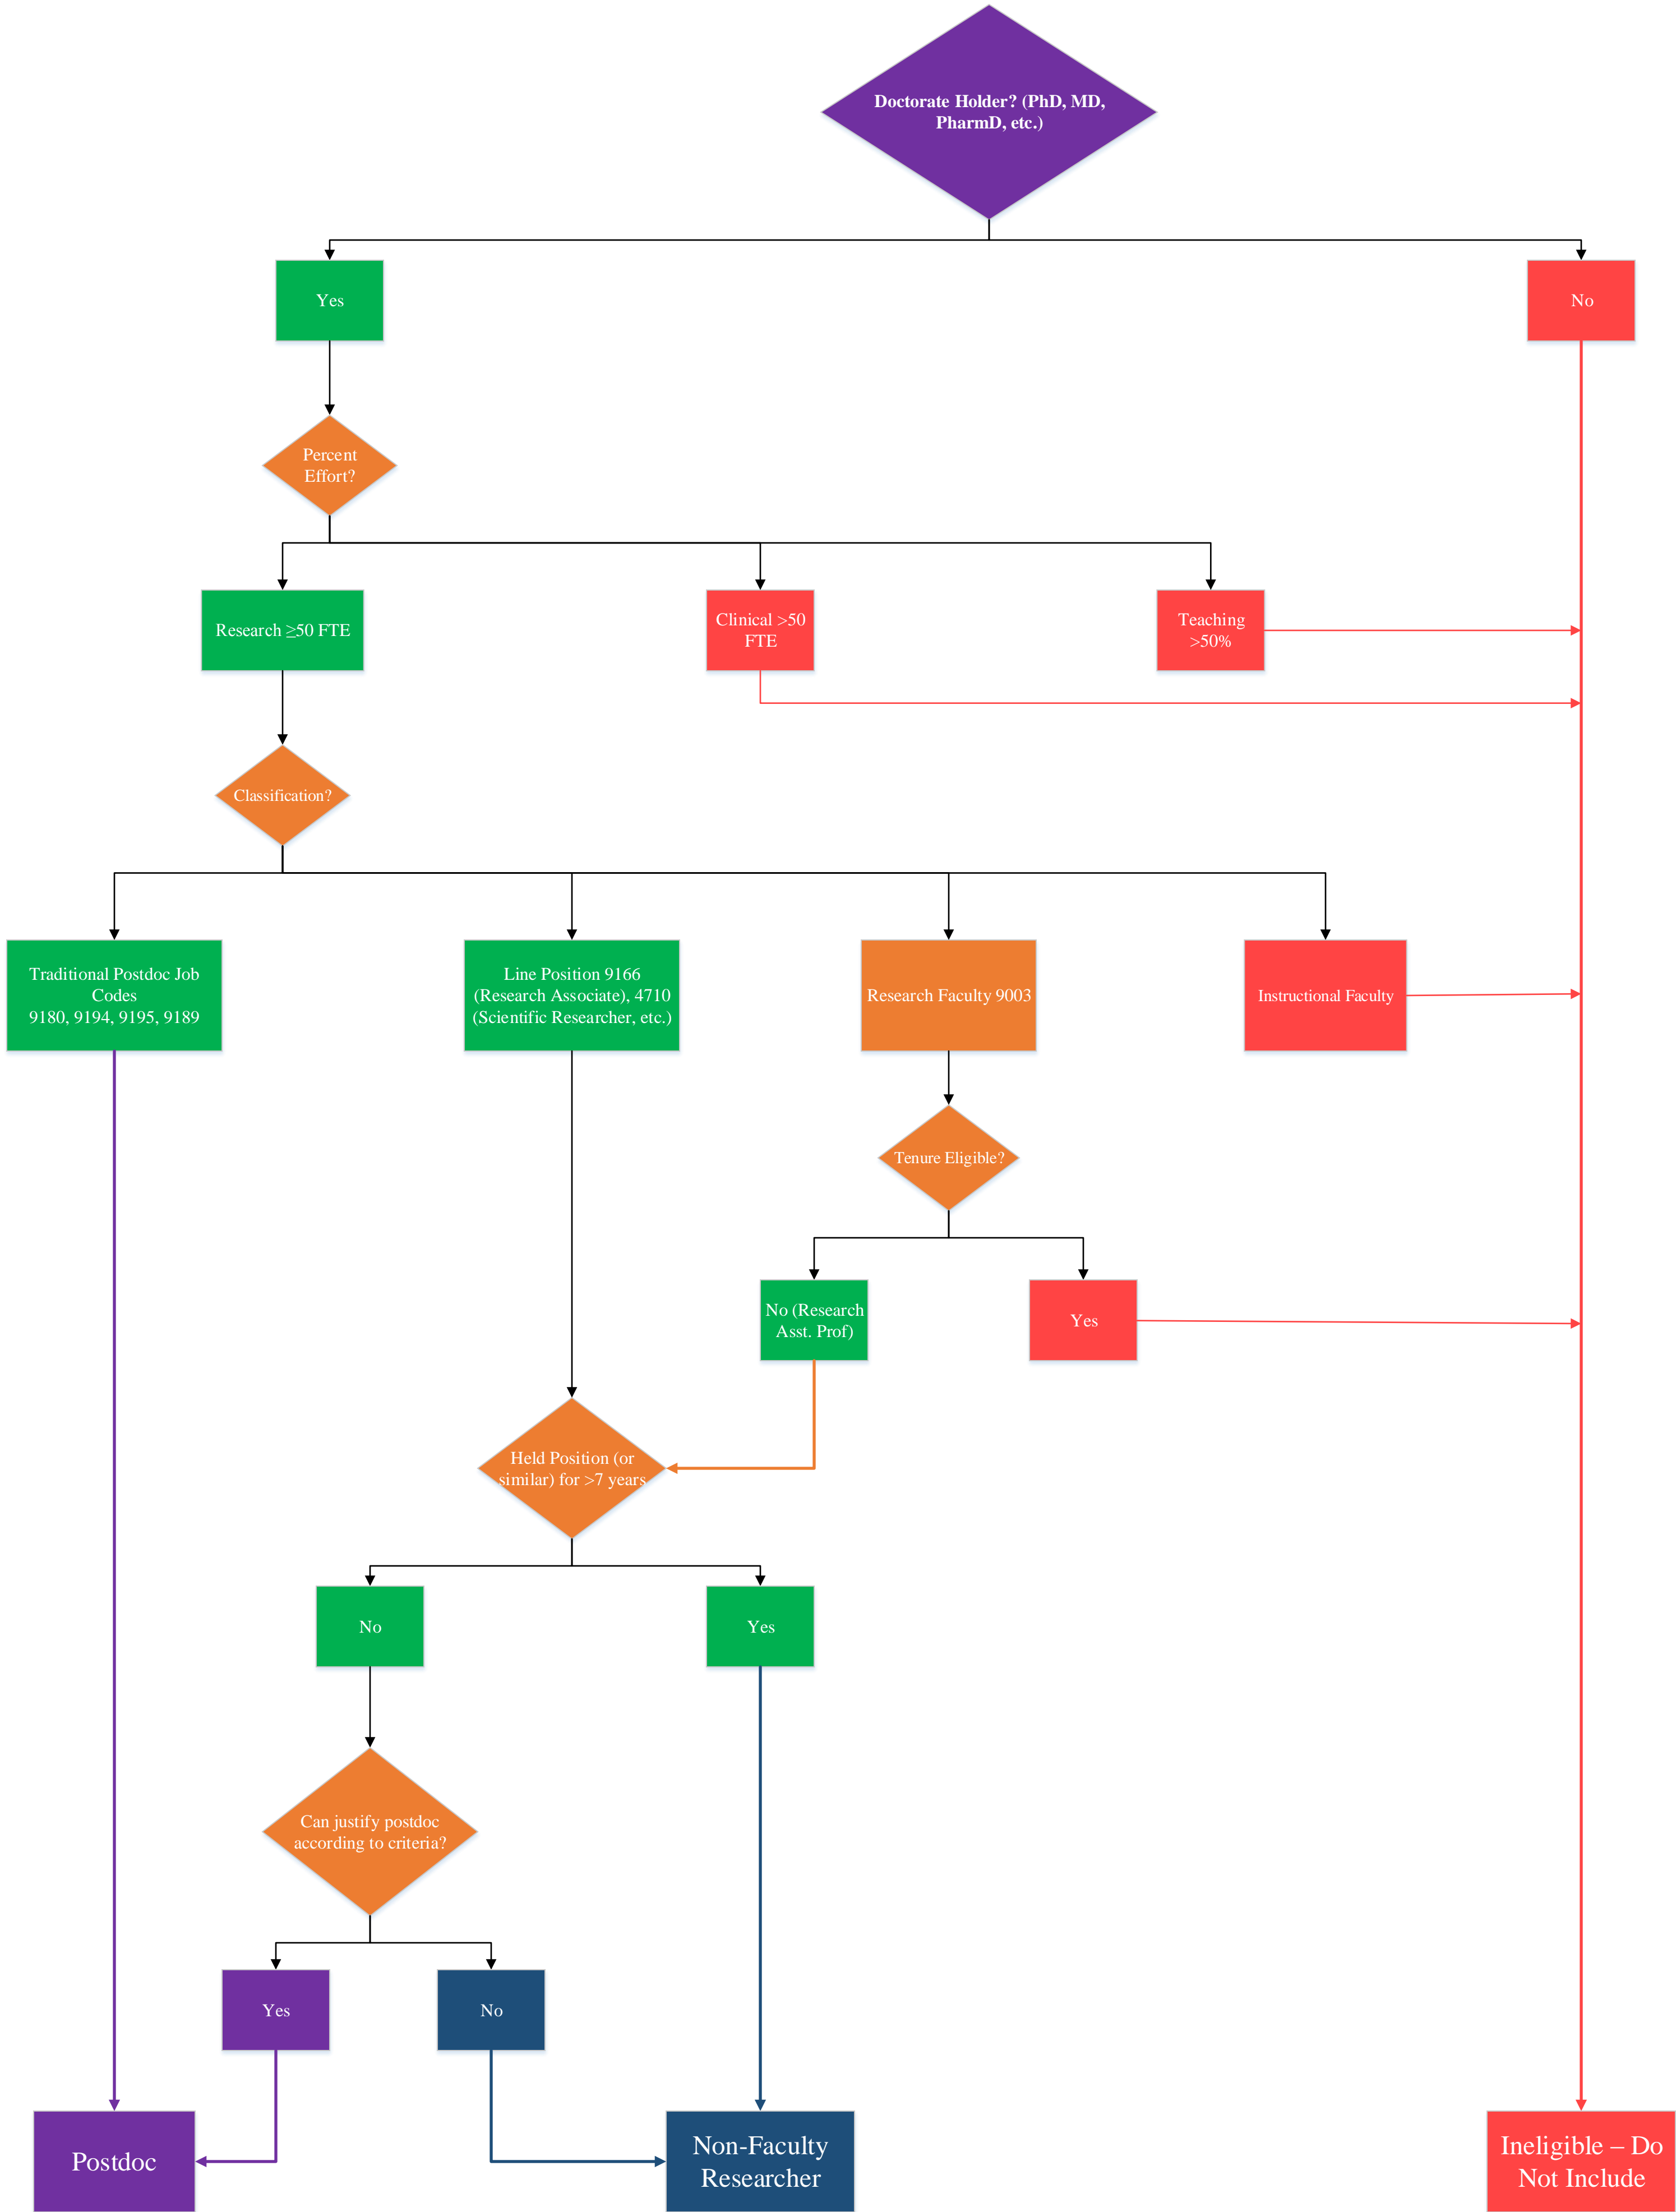 Doctorate Holder? (PhD, MD,
PharmD, etc.)
Yes
No
Percent
Effort?
Research ≥50 FTE
Clinical >50
FTE
Teaching
>50%
Classification?
Traditional Postdoc Job
Codes
9180, 9194, 9195, 9189
Line Position 9166
(Research Associate), 4710
(Scientific Researcher, etc.)
Research Faculty 9003
Instructional Faculty
Tenure Eligible?
No (Research
Asst. Prof)
Yes
Held Position (or
similar) for >7 years
No
Yes
Can justify postdoc
according to criteria?
Yes
No
Postdoc
Non-Faculty
Researcher
Ineligible – Do
Not Include